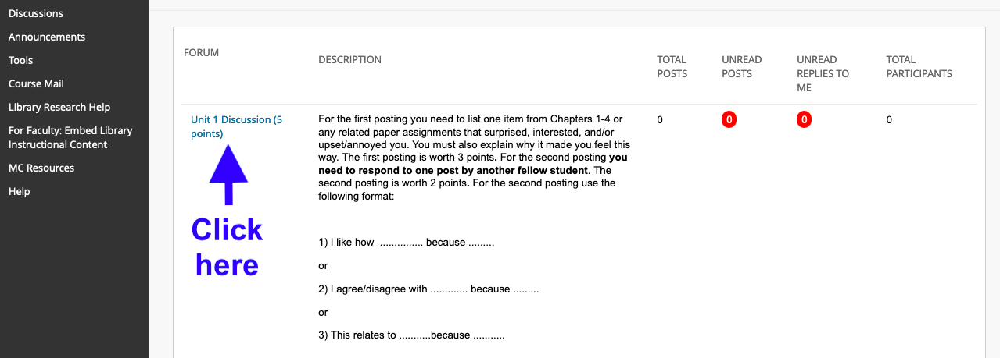 Discussions
Announcements
Tools
Course Mail
Library Research Help
For Faculty: Embed Library
Instructional Content
MC Resources
Help
FORUM
DESCRIPTION
TOTAL
POSTS
UNREAD
POSTS
UNREAD
REPLIES TO
ME
TOTAL
PARTICIPANTS
Unit 1 Discussion (5
points)
Click
here
For the first posting you need to list one item from Chapters 1-4 or
any related paper assignments that surprised, interested, and/or
upset/annoyed you. You must also explain why it made you feel this
way. The first posting is worth 3 points. For the second posting you
need to respond to one post by another fellow student. The
second posting is worth 2 points. For the second posting use the
following format:
1) I like how ............... because .........
or
2) I agree/disagree with ............. because .........
or
3) This relates to ...........because ...........
0
0
0
0